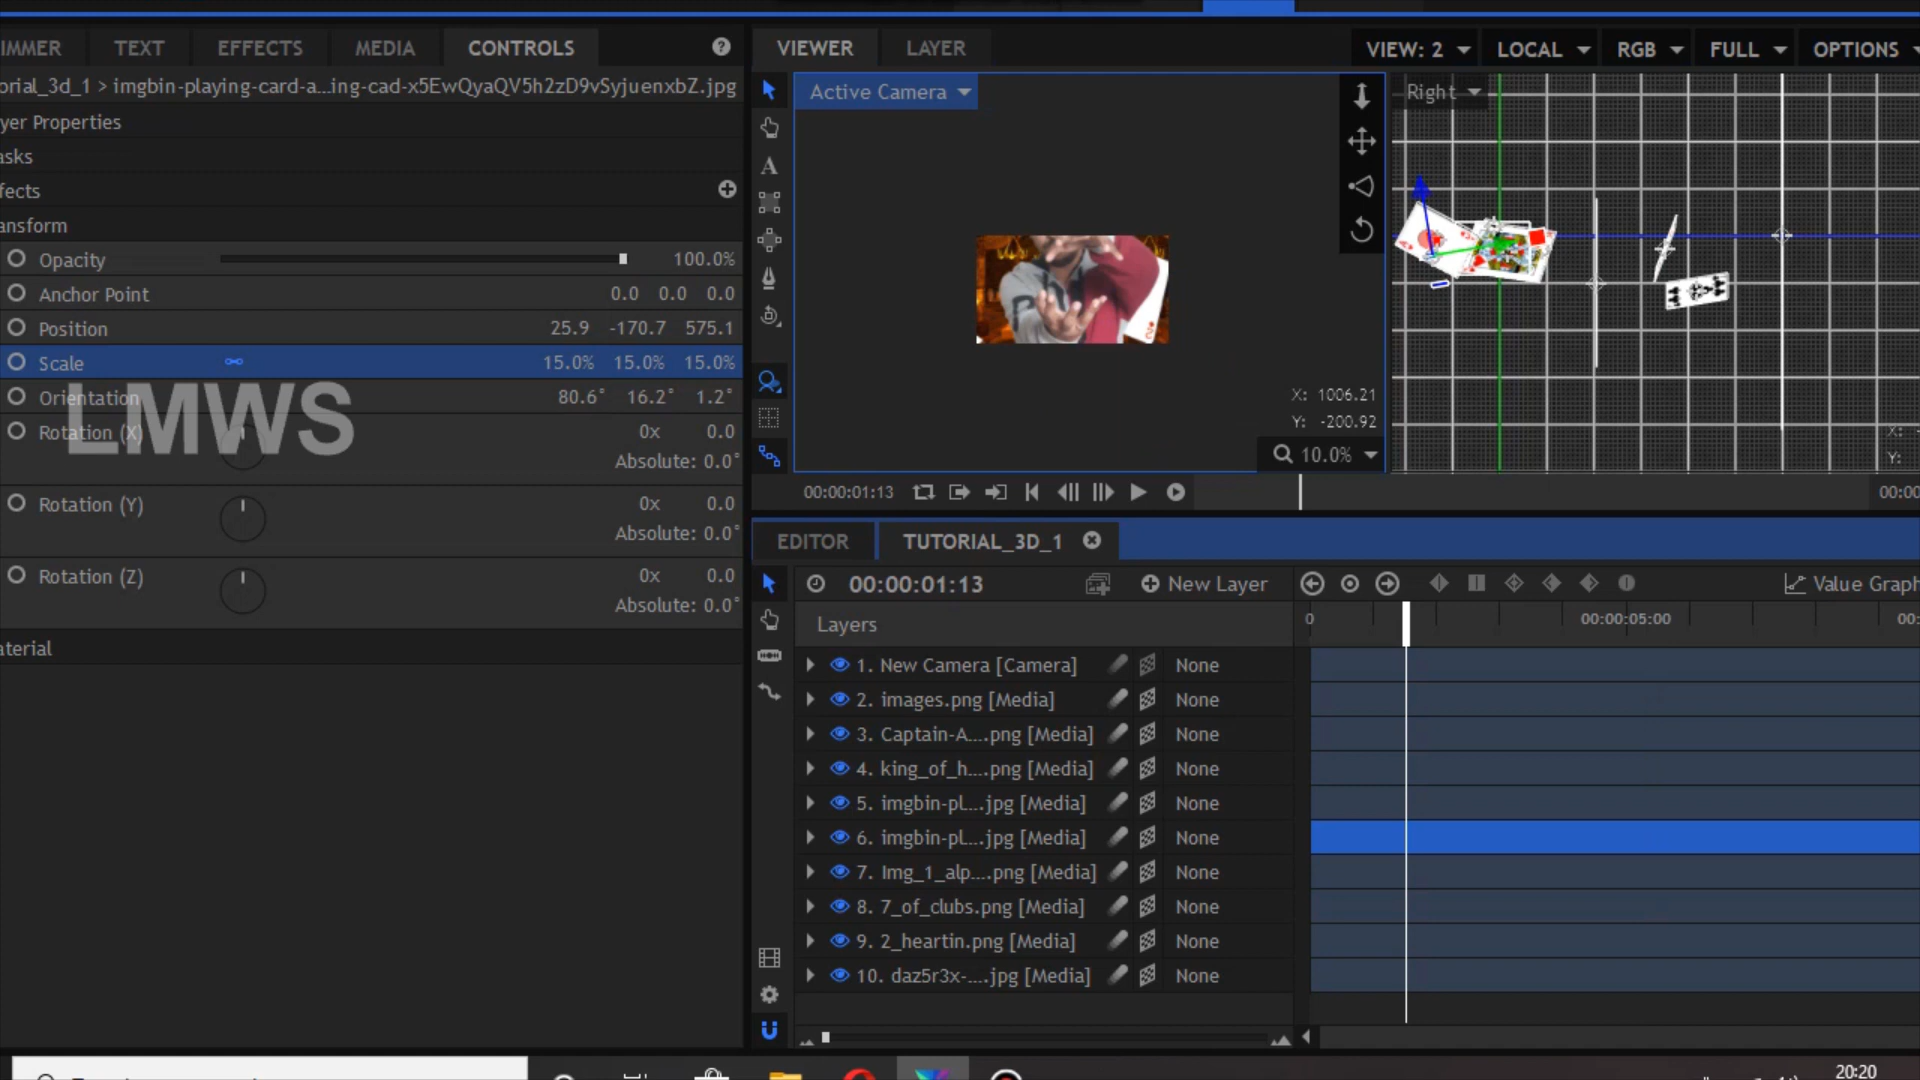 IMMER TEXT EFFECTS MEDIA CONTROLS
orial_3d_1 > imgbin-playing-card-a...ing-cad-x5EwQyaQV5h2zD9vSyjuenxbZ.jpg
yer Properties
asks
fects
ansform
Opacity 100.0%
Anchor Point 0.0 0.0 0.0
Position 25.9 -170.7 575.1
Scale 15.0% 15.0% 15.0%
Orientation 80.6° 16.2° 1.2°
LMWS
Rotation (X) 0x 0.0
Absolute: 0.0°
Rotation (Y) 0x 0.0
Absolute: 0.0°
Rotation (Z) 0x 0.0
Absolute: 0.0°
aterial
VIEWER LAYER VIEW: 2 LOCAL RGB FULL OPTIONS
Active Camera
Right
X: 1006.21
Y: -200.92
10.0%
X: -
Y:
00:00:01:13
00:00
EDITOR TUTORIAL_3D_1
00:00:01:13 New Layer Value Graph
Layers 0 00:00:05:00 00:
1. New Camera [Camera] None
2. images.png [Media] None
3. Captain-A....png [Media] None
4. king_of_h....png [Media] None
5. imgbin-pl....jpg [Media] None
6. imgbin-pl....jpg [Media] None
7. Img_1_alp....png [Media] None
8. 7_of_clubs.png [Media] None
9. 2_heartin.png [Media] None
10. daz5r3x-....jpg [Media] None
20:20